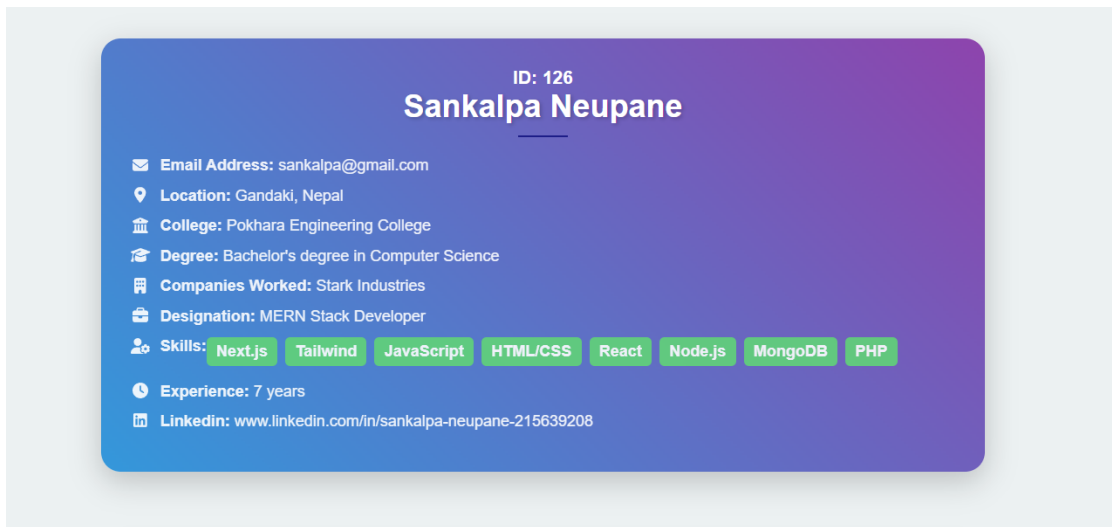 ID: 126
Sankalpa Neupane
Email Address: sankalpa@gmail.com
Location: Gandaki, Nepal
College: Pokhara Engineering College
Degree: Bachelor's degree in Computer Science
Companies Worked: Stark Industries
Designation: MERN Stack Developer
Skills: Next.js Tailwind JavaScript HTML/CSS React Node.js MongoDB PHP
Experience: 7 years
Linkedin: www.linkedin.com/in/sankalpa-neupane-215639208